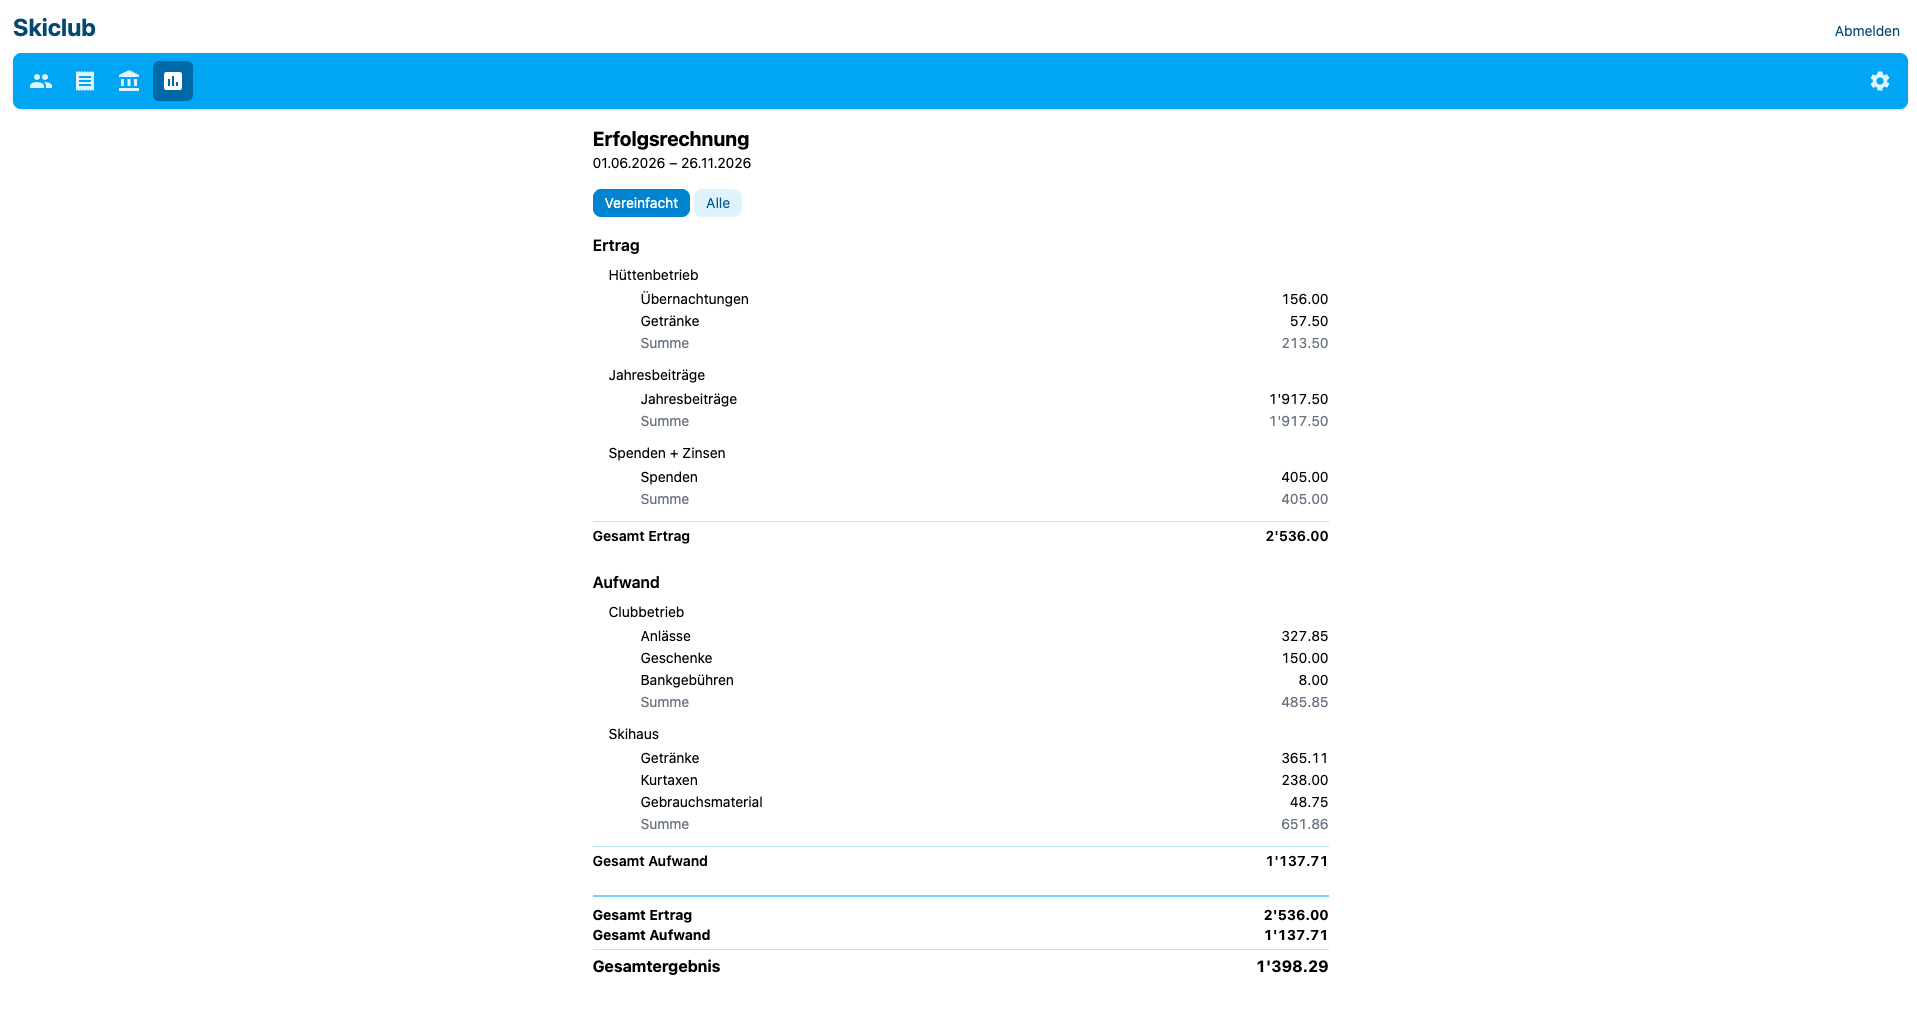 Skiclub
Abmelden
Erfolgsrechnung
01.06.2026 – 26.11.2026
Vereinfacht Alle
Ertrag
Hüttenbetrieb
Übernachtungen 156.00
Getränke 57.50
Summe 213.50
Jahresbeiträge
Jahresbeiträge 1'917.50
Summe 1'917.50
Spenden + Zinsen
Spenden 405.00
Summe 405.00
Gesamt Ertrag 2'536.00
Aufwand
Clubbetrieb
Anlässe 327.85
Geschenke 150.00
Bankgebühren 8.00
Summe 485.85
Skihaus
Getränke 365.11
Kurtaxen 238.00
Gebrauchsmaterial 48.75
Summe 651.86
Gesamt Aufwand 1'137.71
Gesamt Ertrag 2'536.00
Gesamt Aufwand 1'137.71
Gesamtergebnis 1'398.29